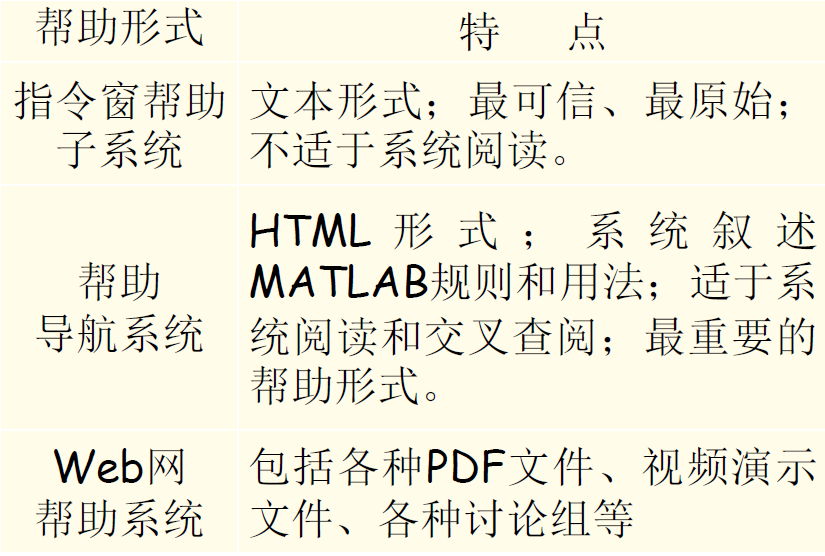 帮助形式
特 点
指令窗帮助
子系统
文本形式；最可信、最原始；
不适于系统阅读。
帮助
导航系统
HTML 形式；系统叙述
MATLAB规则和用法；适于系
统阅读和交叉查阅；最重要的
帮助形式。
Web网
帮助系统
包括各种PDF文件、视频演示
文件、各种讨论组等